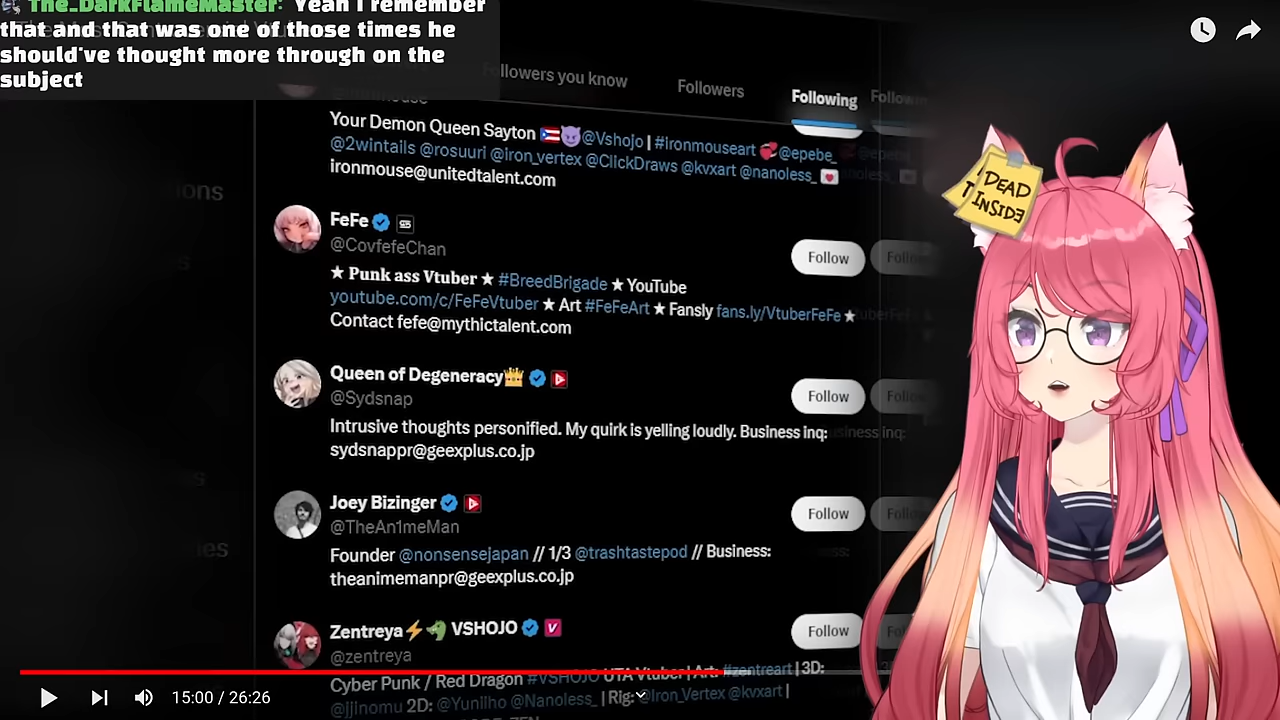 The_DarkFlameMaster: Yeah I remember
that and that was one of those times he
should've thought more through on the
subject
Followers you know
Followers
Following
Your Demon Queen Sayton 🇵🇷😈@Vshojo | #ironmouseart 💞@epepe_
@2wintails @rosuuri @iron_vertex @ClickDraws @kvxart @nanoless_💌
ironmouse@unitedtalent.com
FeFe
@CovfefeChan
Follow
★ Punk ass Vtuber ★ #BreedBrigade ★ YouTube
youtube.com/c/FeFeVtuber ★ Art #FeFeArt ★ Fansly fans.ly/VtuberFeFe ★
Contact fefe@mythictalent.com
Queen of Degeneracy👑
@Sydsnap
Follow
Intrusive thoughts personified. My quirk is yelling loudly. Business inq:
sydsnappr@geexplus.co.jp
Joey Bizinger
@TheAn1meMan
Follow
Founder @nonsensejapan // 1/3 @trashtastepod // Business:
theanimemanpr@geexplus.co.jp
Zentreya⚡🐲 VSHOJO
@zentreya
Follow
Cyber Punk / Red Dragon #VSHOJO UTA Vtuber | Art: #zentreart | 3D:
@jjinomu 2D: @Yuniiho @Nanoless_ | Rig: @Iron_Vertex @kvxart |
DEAD
INSIDE
15:00 / 26:26